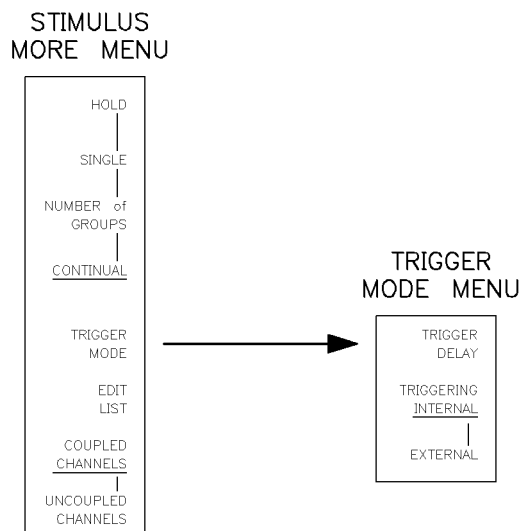 STIMULUS
MORE MENU
HOLD
SINGLE
NUMBER of
GROUPS
CONTINUAL
TRIGGER
MODE
EDIT
LIST
COUPLED
CHANNELS
UNCOUPLED
CHANNELS
TRIGGER
MODE MENU
TRIGGER
DELAY
TRIGGERING
INTERNAL
EXTERNAL